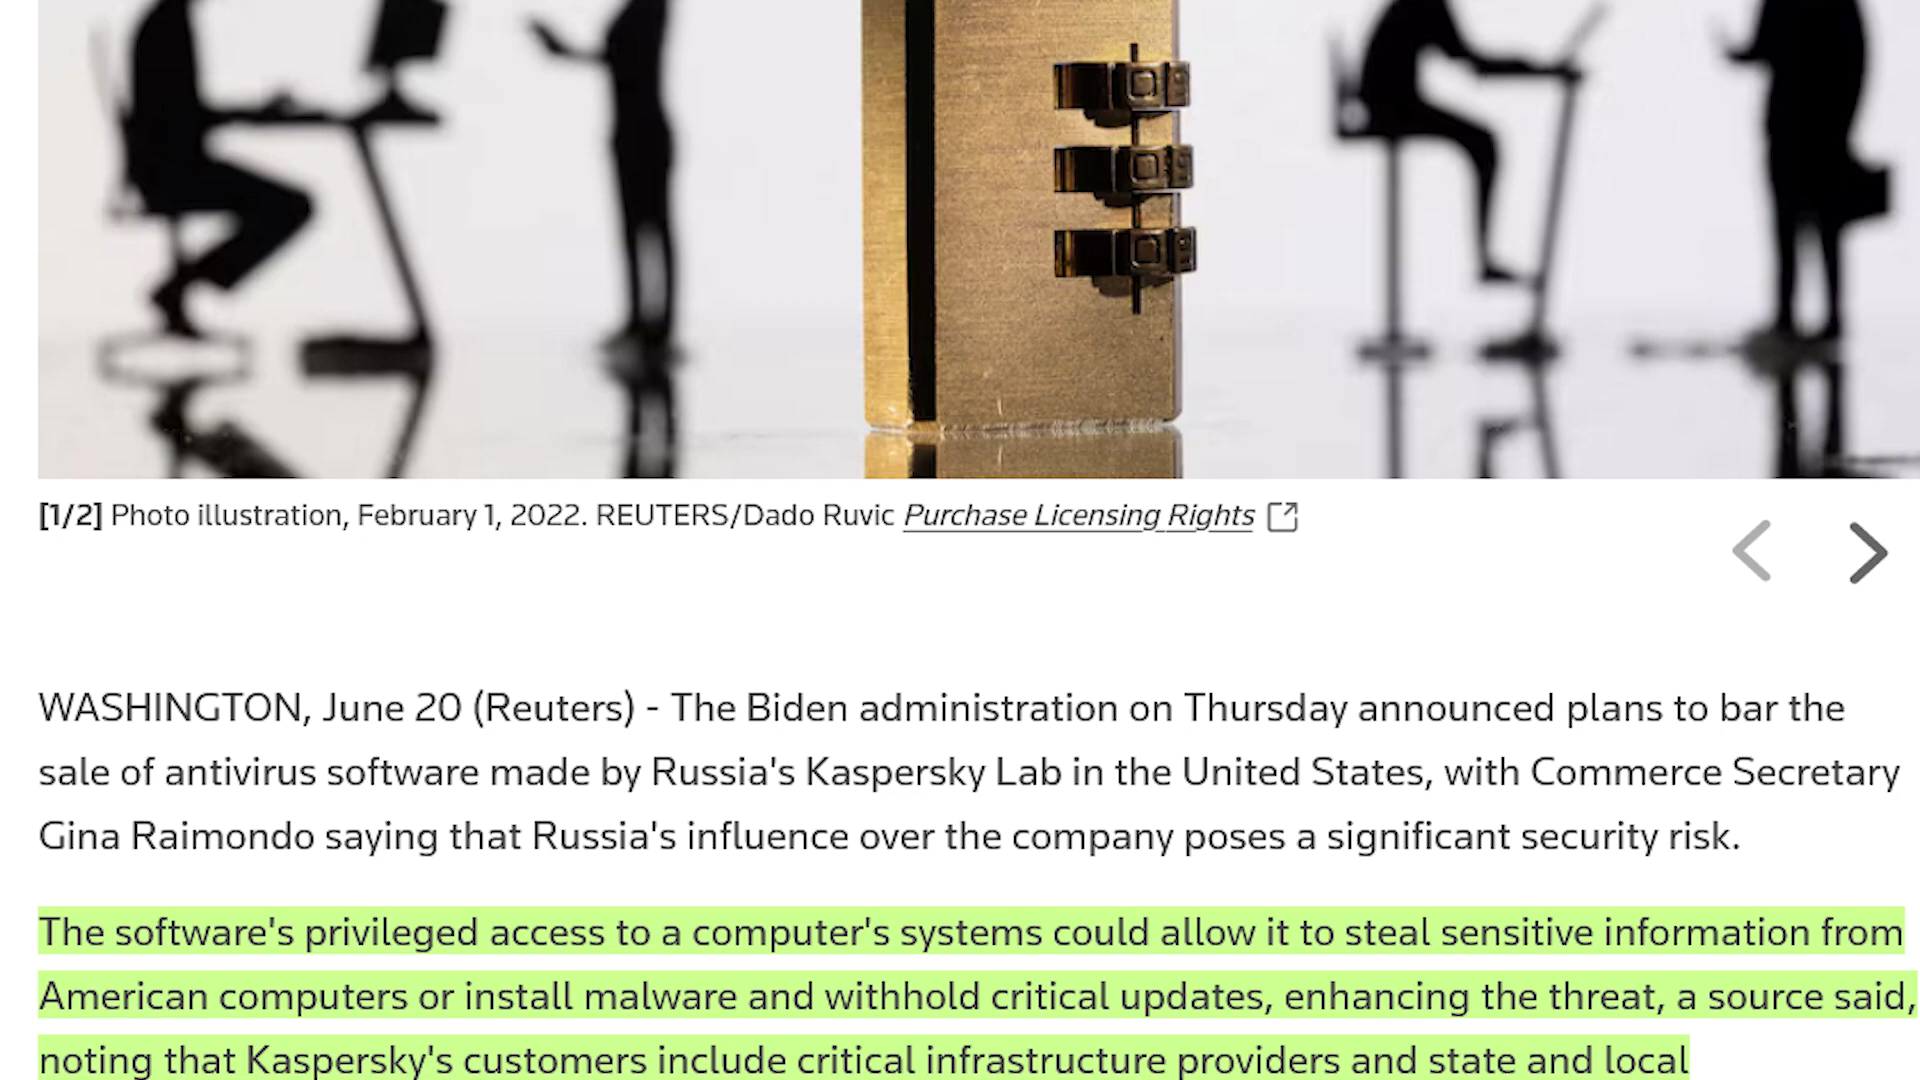 [1/2] Photo illustration, February 1, 2022. REUTERS/Dado Ruvic Purchase Licensing Rights
WASHINGTON, June 20 (Reuters) - The Biden administration on Thursday announced plans to bar the
sale of antivirus software made by Russia's Kaspersky Lab in the United States, with Commerce Secretary
Gina Raimondo saying that Russia's influence over the company poses a significant security risk.
The software's privileged access to a computer's systems could allow it to steal sensitive information from
American computers or install malware and withhold critical updates, enhancing the threat, a source said,
noting that Kaspersky's customers include critical infrastructure providers and state and local